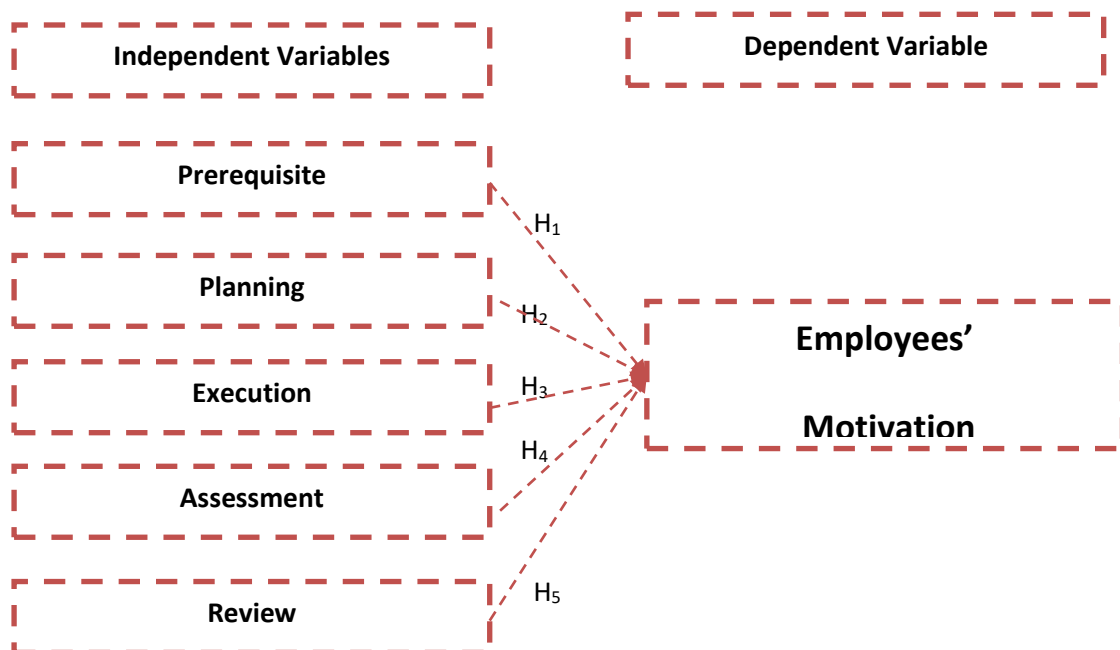 Independent Variables
Dependent Variable
Prerequisite
H₁
Planning
H₂
Employees’
Motivation
Execution
H₃
Assessment
H₄
Review
H₅